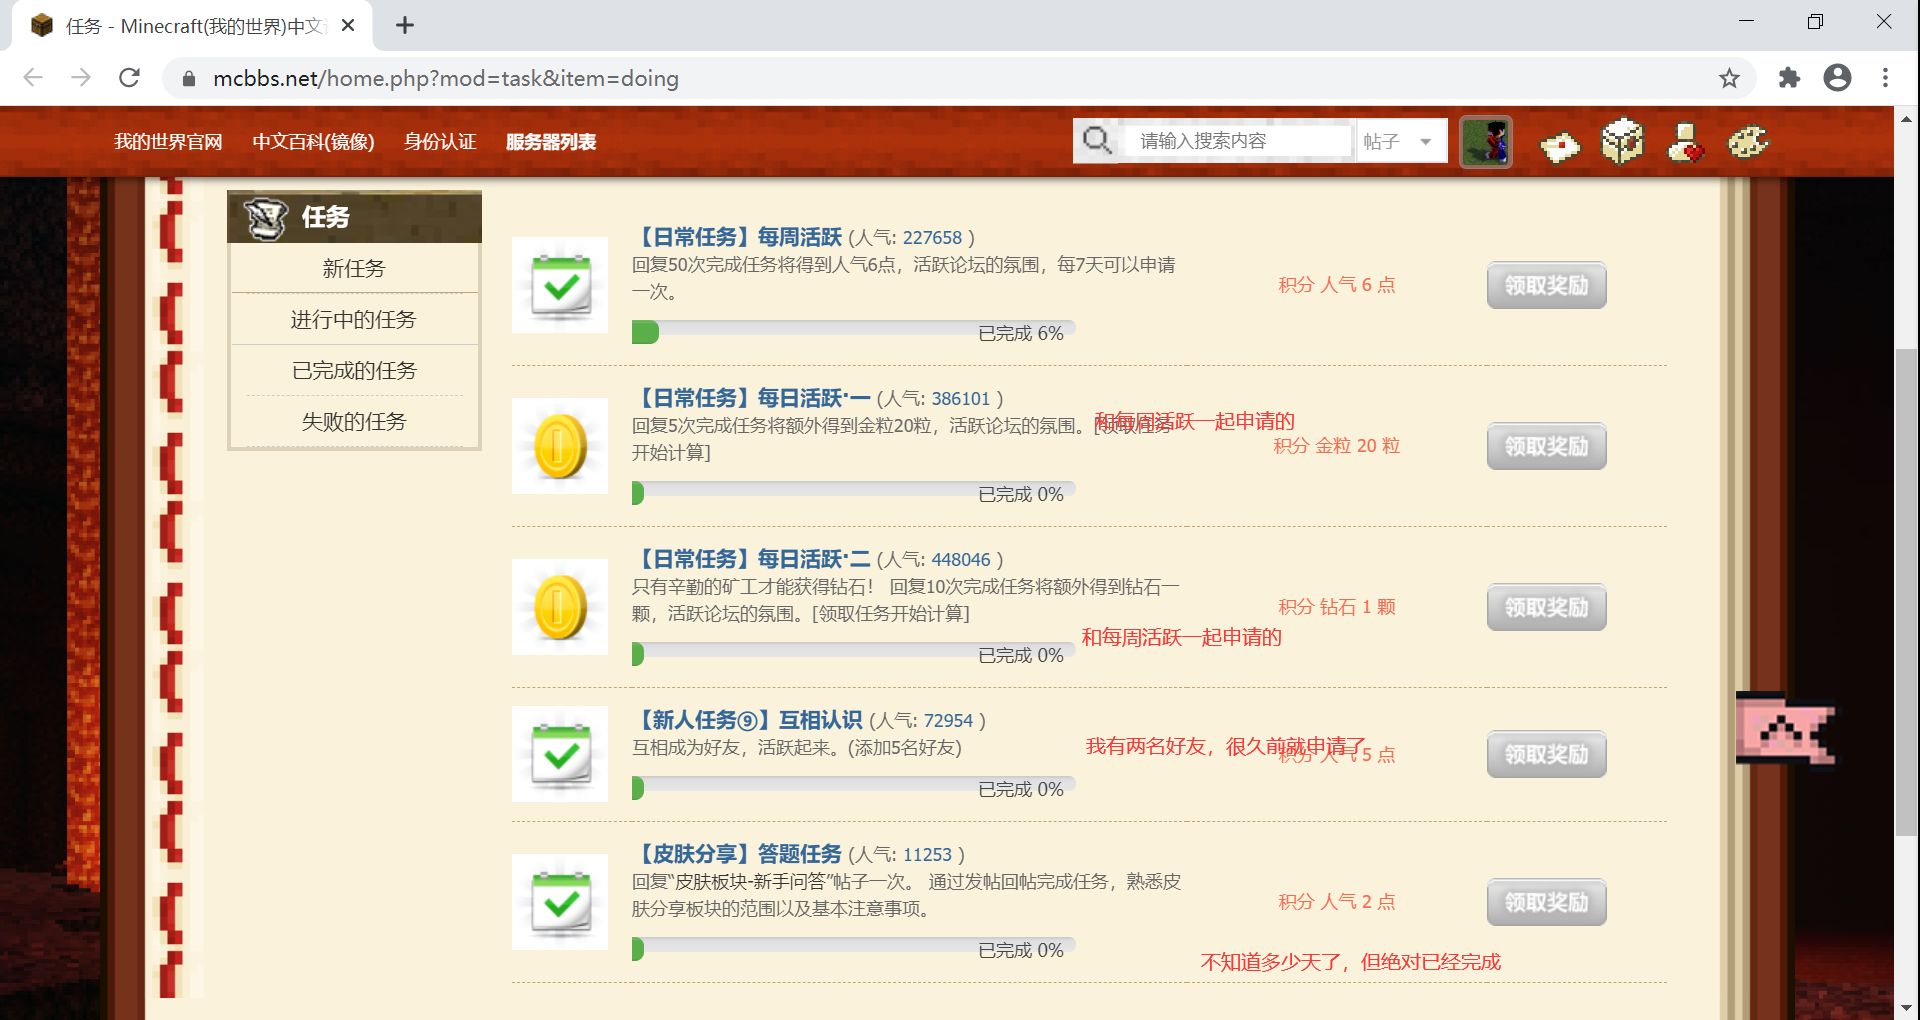 任务 - Minecraft(我的世界)中文
mcbbs.net/home.php?mod=task&item=doing
我的世界官网 中文百科(镜像) 身份认证 服务器列表 请输入搜索内容 帖子
任务
新任务
进行中的任务
已完成的任务
失败的任务
【日常任务】每周活跃 (人气: 227658 )
回复50次完成任务将得到人气6点，活跃论坛的氛围，每7天可以申请
一次。
已完成 6%
积分 人气 6 点
领取奖励
【日常任务】每日活跃·一 (人气: 386101 )
回复5次完成任务将额外得到金粒20粒，活跃论坛的氛围。[领取任务
开始计算]
已完成 0%
和每周活跃一起申请的
积分 金粒 20 粒
领取奖励
【日常任务】每日活跃·二 (人气: 448046 )
只有辛勤的矿工才能获得钻石！ 回复10次完成任务将额外得到钻石一
颗，活跃论坛的氛围。[领取任务开始计算]
已完成 0%
积分 钻石 1 颗
和每周活跃一起申请的
领取奖励
【新人任务⑨】互相认识 (人气: 72954 )
互相成为好友，活跃起来。(添加5名好友)
已完成 0%
我有两名好友，很久前就申请了
积分 人气 5 点
领取奖励
【皮肤分享】答题任务 (人气: 11253 )
回复“皮肤板块-新手问答”帖子一次。 通过发帖回帖完成任务，熟悉皮
肤分享板块的范围以及基本注意事项。
已完成 0%
积分 人气 2 点
领取奖励
不知道多少天了，但绝对已经完成